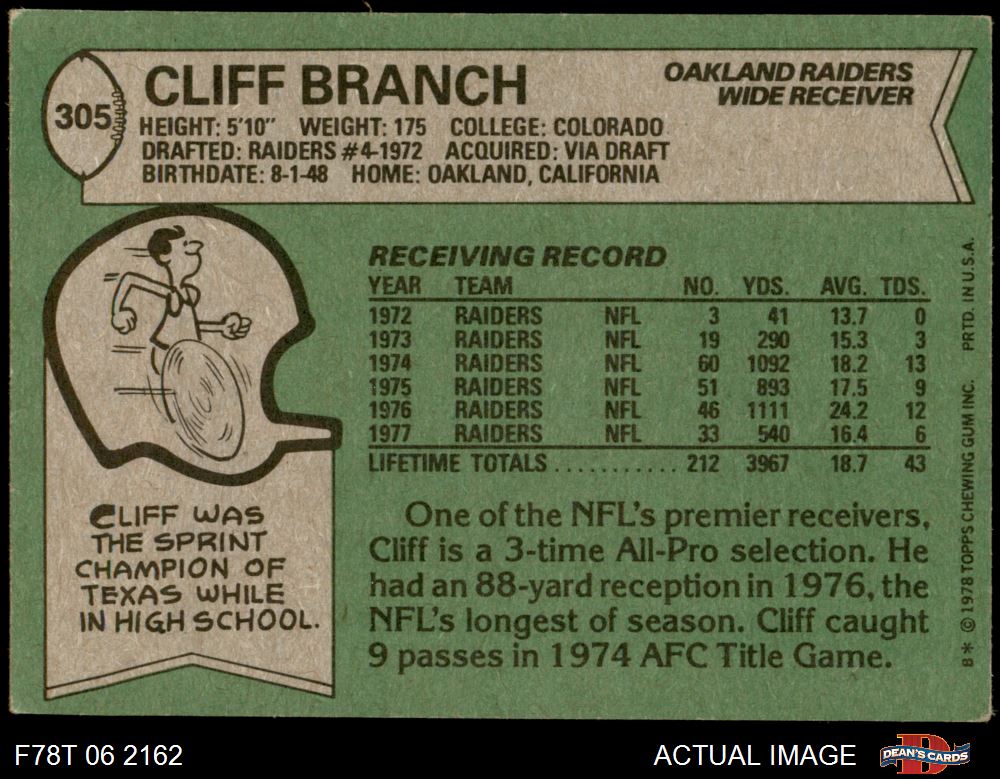 305
CLIFF BRANCH
OAKLAND RAIDERS
WIDE RECEIVER
HEIGHT: 5'10" WEIGHT: 175 COLLEGE: COLORADO
DRAFTED: RAIDERS #4-1972 ACQUIRED: VIA DRAFT
BIRTHDATE: 8-1-48 HOME: OAKLAND, CALIFORNIA
RECEIVING RECORD
YEAR TEAM NO. YDS. AVG. TDS.
1972 RAIDERS NFL 3 41 13.7 0
1973 RAIDERS NFL 19 290 15.3 3
1974 RAIDERS NFL 60 1092 18.2 13
1975 RAIDERS NFL 51 893 17.5 9
1976 RAIDERS NFL 46 1111 24.2 12
1977 RAIDERS NFL 33 540 16.4 6
LIFETIME TOTALS ........... 212 3967 18.7 43
CLIFF WAS
THE SPRINT
CHAMPION OF
TEXAS WHILE
IN HIGH SCHOOL.
One of the NFL's premier receivers,
Cliff is a 3-time All-Pro selection. He
had an 88-yard reception in 1976, the
NFL's longest of season. Cliff caught
9 passes in 1974 AFC Title Game.
B* © 1978 TOPPS CHEWING GUM INC. PRTD. IN U.S.A.
F78T 06 2162
ACTUAL IMAGE
D
DEAN'S CARDS